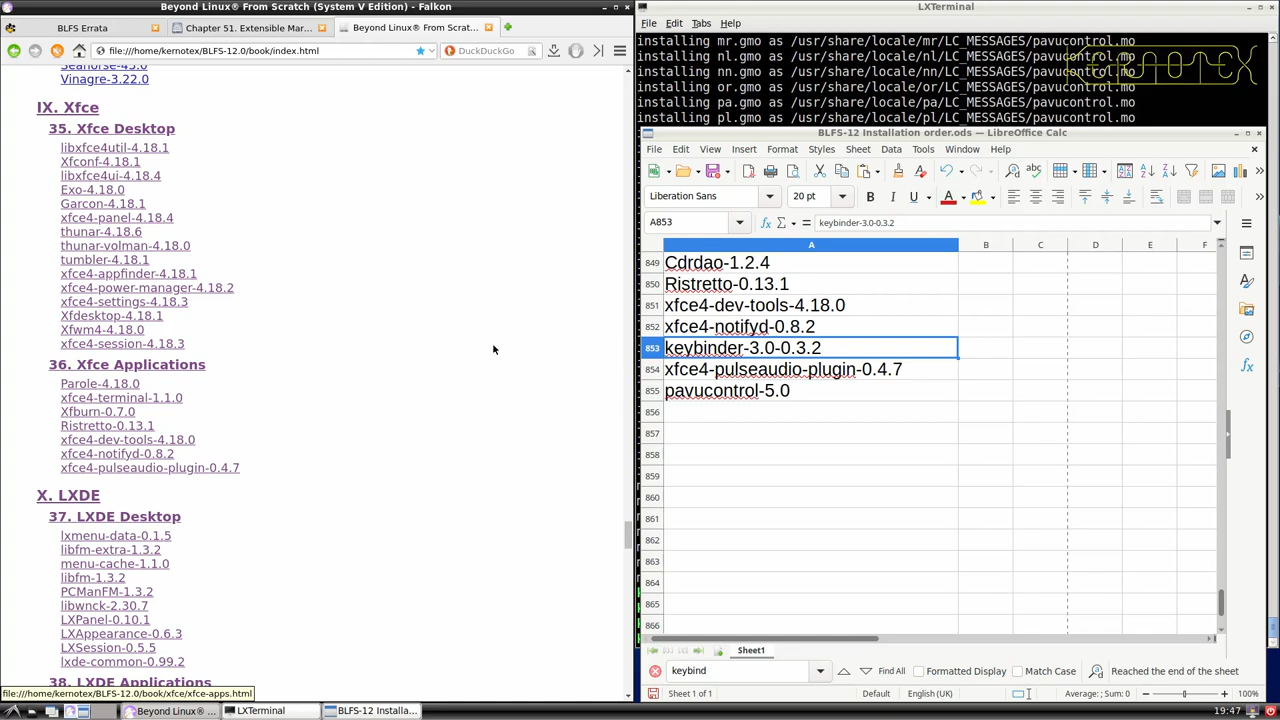 Beyond Linux® From Scratch (System V Edition) - Falkon
BLFS Errata
Chapter 51. Extensible Mar...
Beyond Linux® From Scrat...
file:///home/kernotex/BLFS-12.0/book/index.html
DuckDuckGo
Seahorse-43.0
Vinagre-3.22.0
IX. Xfce
35. Xfce Desktop
libxfce4util-4.18.1
Xfconf-4.18.1
libxfce4ui-4.18.4
Exo-4.18.0
Garcon-4.18.1
xfce4-panel-4.18.4
thunar-4.18.6
thunar-volman-4.18.0
tumbler-4.18.1
xfce4-appfinder-4.18.1
xfce4-power-manager-4.18.2
xfce4-settings-4.18.3
Xfdesktop-4.18.1
Xfwm4-4.18.0
xfce4-session-4.18.3
36. Xfce Applications
Parole-4.18.0
xfce4-terminal-1.1.0
Xfburn-0.7.0
Ristretto-0.13.1
xfce4-dev-tools-4.18.0
xfce4-notifyd-0.8.2
xfce4-pulseaudio-plugin-0.4.7
X. LXDE
37. LXDE Desktop
lxmenu-data-0.1.5
libfm-extra-1.3.2
menu-cache-1.1.0
libfm-1.3.2
PCManFM-1.3.2
libwnck-2.30.7
LXPanel-0.10.1
LXAppearance-0.6.3
LXSession-0.5.5
lxde-common-0.99.2
38. LXDE Applications
file:///home/kernotex/BLFS-12.0/book/xfce/xfce-apps.html
LXTerminal
File Edit Tabs Help
installing mr.gmo as /usr/share/locale/mr/LC_MESSAGES/pavucontrol.mo
installing nl.gmo as /usr/share/locale/nl/LC_MESSAGES/pavucontrol.mo
installing nn.gmo as /usr/share/locale/nn/LC_MESSAGES/pavucontrol.mo
installing or.gmo as /usr/share/locale/or/LC_MESSAGES/pavucontrol.mo
installing pa.gmo as /usr/share/locale/pa/LC_MESSAGES/pavucontrol.mo
installing pl.gmo as /usr/share/locale/pl/LC_MESSAGES/pavucontrol.mo
KERNOTEX
BLFS-12 Installation order.ods — LibreOffice Calc
File Edit View Insert Format Styles Sheet Data Tools Window Help
Liberation Sans 20 pt
A853 keybinder-3.0-0.3.2
A B C D E F
849 Cdrdao-1.2.4
850 Ristretto-0.13.1
851 xfce4-dev-tools-4.18.0
852 xfce4-notifyd-0.8.2
853 keybinder-3.0-0.3.2
854 xfce4-pulseaudio-plugin-0.4.7
855 pavucontrol-5.0
856
857
858
859
860
861
862
863
864
865
866
Sheet1
keybind Find All Formatted Display Match Case Reached the end of the sheet
Sheet 1 of 1 Default English (UK) Average: ; Sum: 0 100%
Beyond Linux® ... LXTerminal BLFS-12 Installa... 19:47